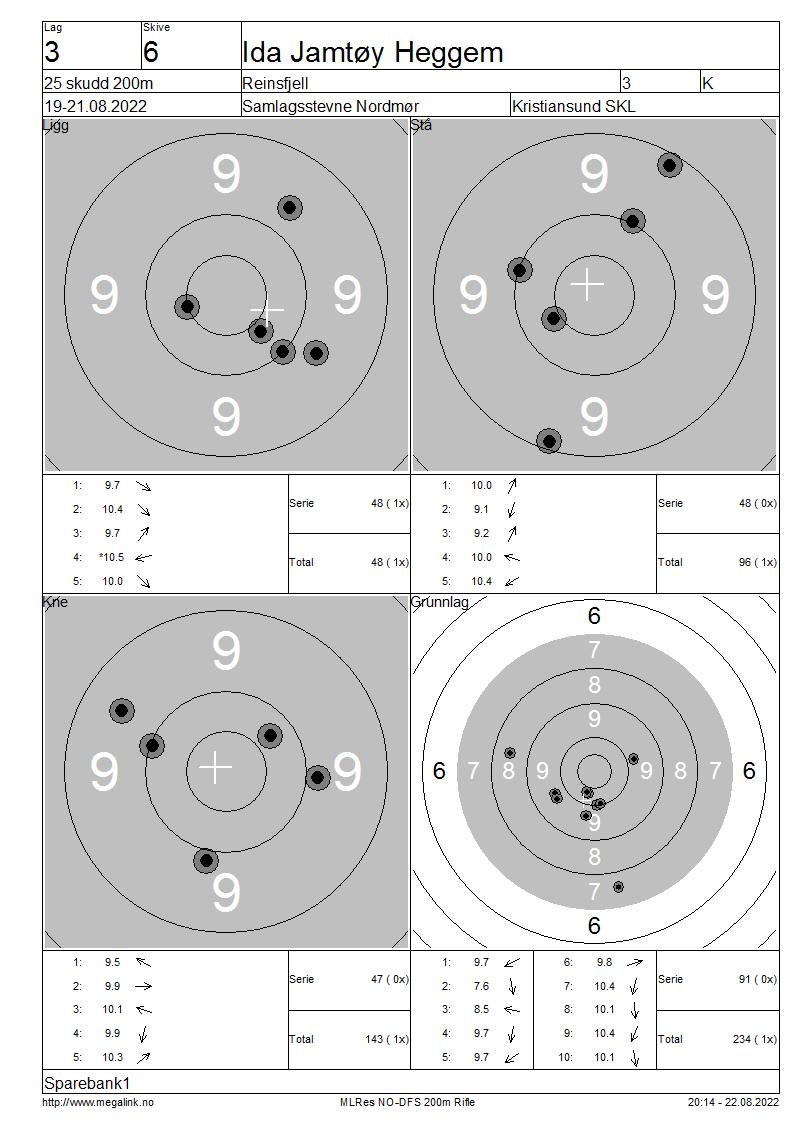 Lag
Skive
3
6
Ida Jamtøy Heggem
25 skudd 200m
Reinsfjell
3
K
19-21.08.2022
Samlagsstevne Nordmør
Kristiansund SKL
Ligg
9
9
9
9
Stå
9
9
9
9
1: 9.7
2: 10.4
3: 9.7
4: *10.5
5: 10.0
Serie 48 ( 1x)
Total 48 ( 1x)
1: 10.0
2: 9.1
3: 9.2
4: 10.0
5: 10.4
Serie 48 ( 0x)
Total 96 ( 1x)
Kne
9
9
9
9
Grunnlag
6
7
8
9
6 7 8 9 9 8 7 6
9
8
7
6
1: 9.5
2: 9.9
3: 10.1
4: 9.9
5: 10.3
Serie 47 ( 0x)
Total 143 ( 1x)
1: 9.7
2: 7.6
3: 8.5
4: 9.7
5: 9.7
6: 9.8
7: 10.4
8: 10.1
9: 10.4
10: 10.1
Serie 91 ( 0x)
Total 234 ( 1x)
Sparebank1
http://www.megalink.no
MLRes NO-DFS 200m Rifle
20:14 - 22.08.2022